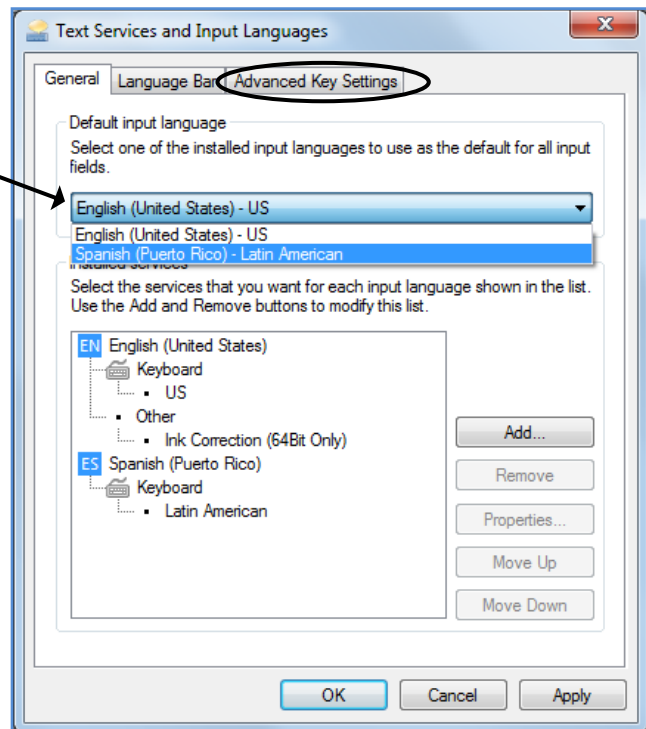 Text Services and Input Languages
General
Language Bar
Advanced Key Settings
Default input language
Select one of the installed input languages to use as the default for all input
fields.
English (United States) - US
English (United States) - US
Spanish (Puerto Rico) - Latin American
Installed services
Select the services that you want for each input language shown in the list.
Use the Add and Remove buttons to modify this list.
EN English (United States)
Keyboard
US
Other
Ink Correction (64Bit Only)
ES Spanish (Puerto Rico)
Keyboard
Latin American
Add...
Remove
Properties...
Move Up
Move Down
OK
Cancel
Apply